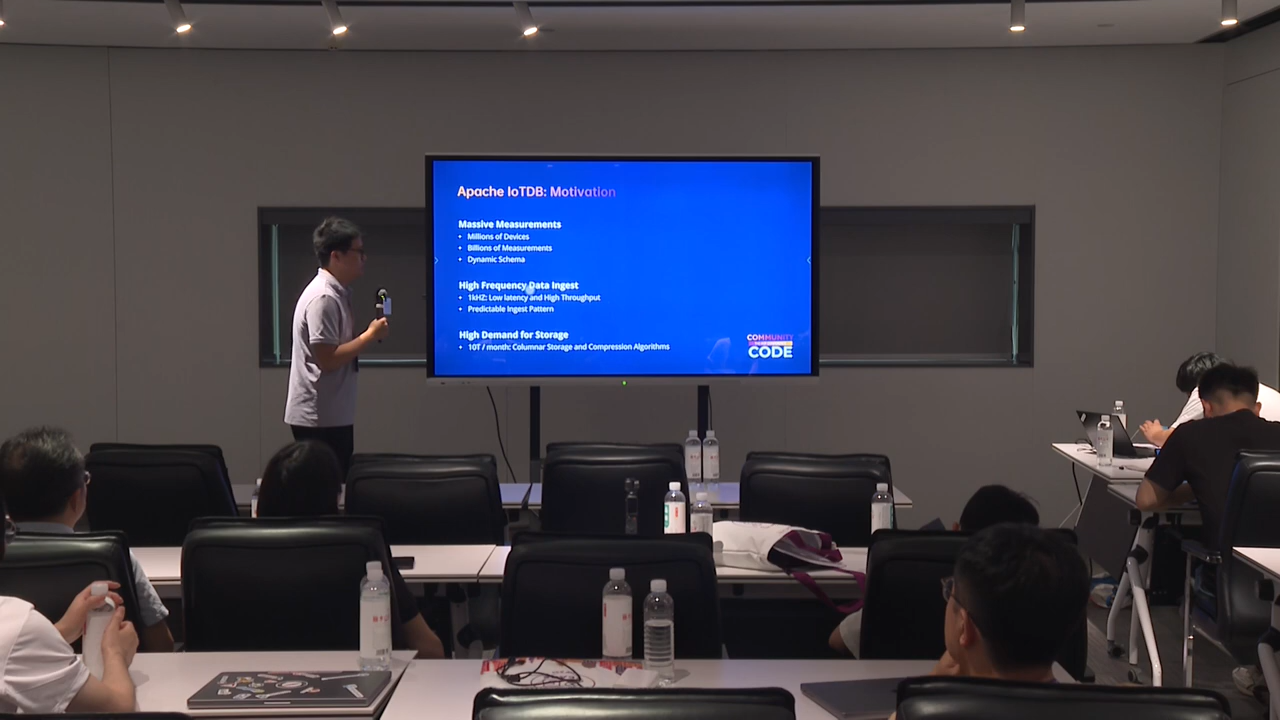 Apache IoTDB: Motivation
Massive Measurements
• Millions of Devices
• Billions of Measurements
• Dynamic Schema
High Frequency Data Ingest
• 1kHZ: Low latency and High Throughput
• Predictable Ingest Pattern
High Demand for Storage
• 10T / month: Columnar Storage and Compression Algorithms
COMMUNITY
CODE